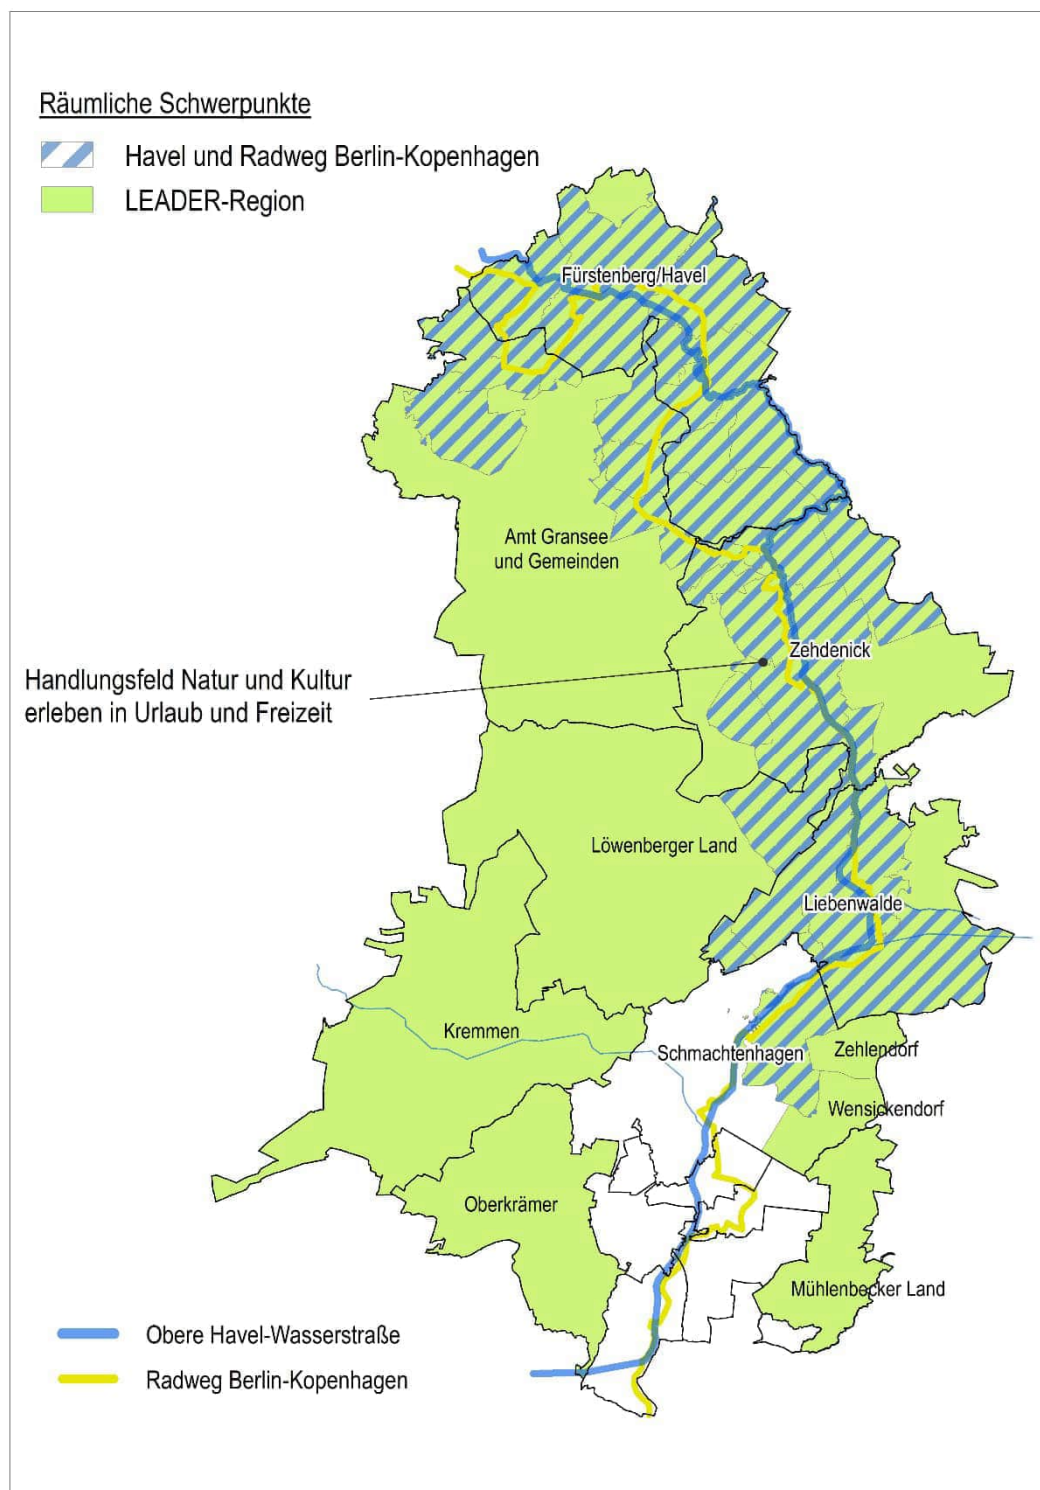 Räumliche Schwerpunkte
Havel und Radweg Berlin-Kopenhagen
LEADER-Region
Fürstenberg/Havel
Amt Gransee
und Gemeinden
Zehdenick
Handlungsfeld Natur und Kultur
erleben in Urlaub und Freizeit
Löwenberger Land
Liebenwalde
Kremmen
Schmachtenhagen
Zehlendorf
Wensickendorf
Oberkrämer
Mühlenbecker Land
Obere Havel-Wasserstraße
Radweg Berlin-Kopenhagen